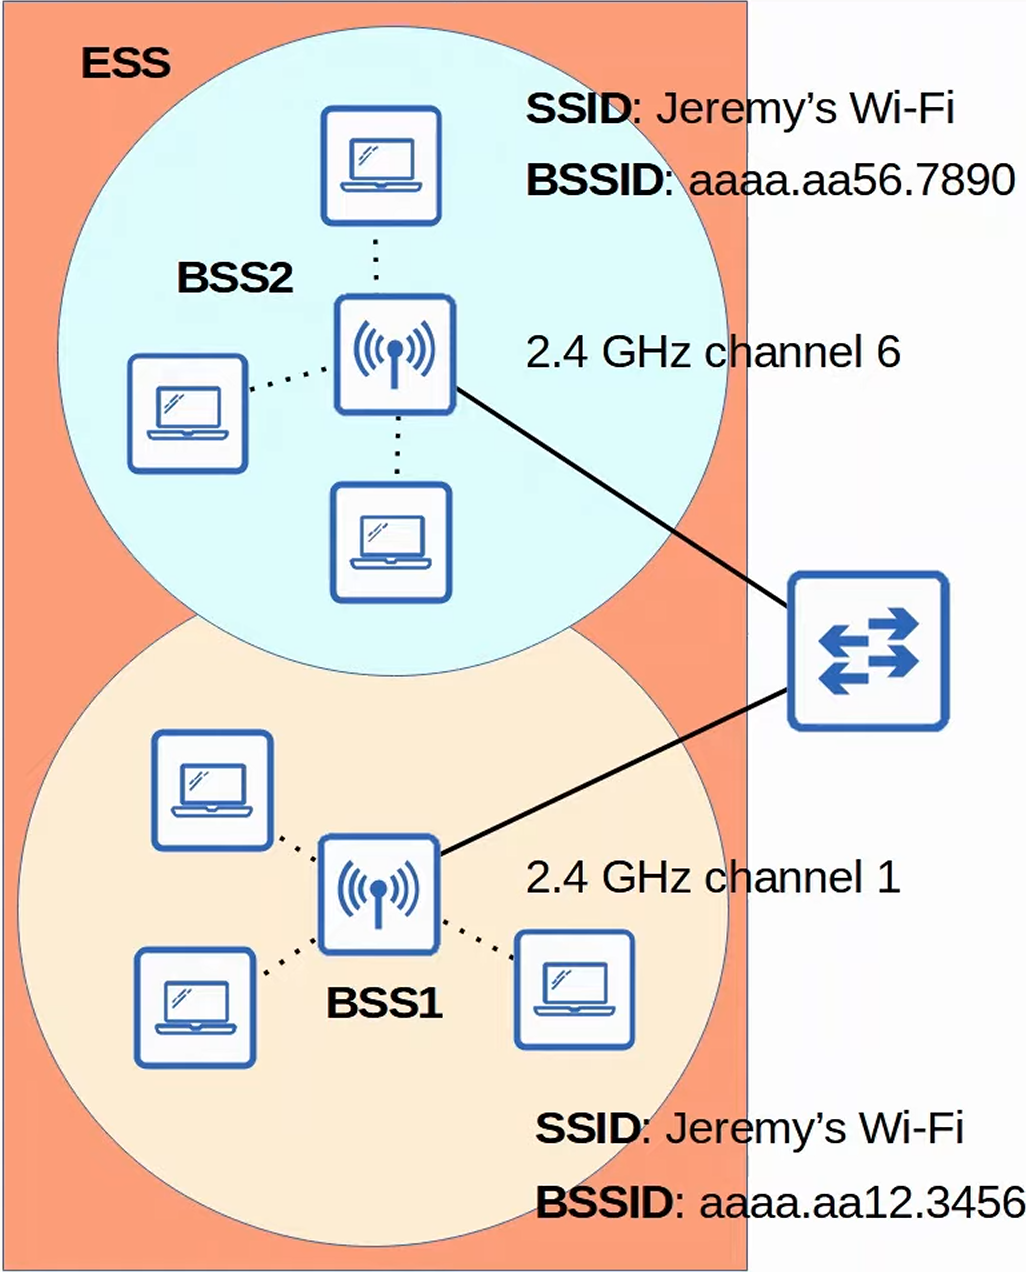 ESS
SSID: Jeremy’s Wi-Fi
BSSID: aaaa.aa56.7890
BSS2
2.4 GHz channel 6
2.4 GHz channel 1
BSS1
SSID: Jeremy’s Wi-Fi
BSSID: aaaa.aa12.3456